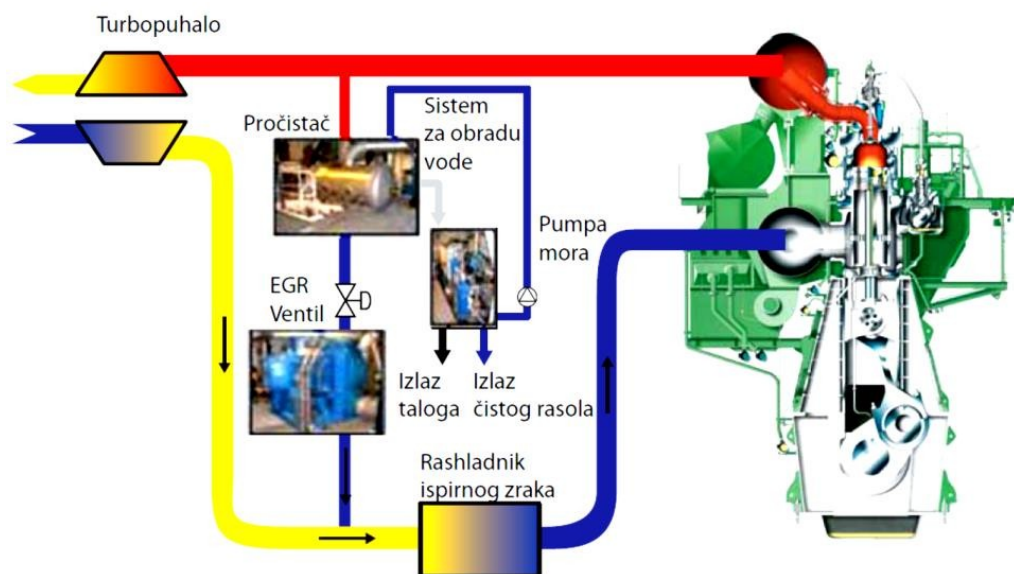 Turbopuhalo
Pročistač
Sistem
za obradu
vode
Pumpa
mora
EGR
Ventil
Izlaz
taloga
Izlaz
čistog rasola
Rashladnik
ispirnog zraka